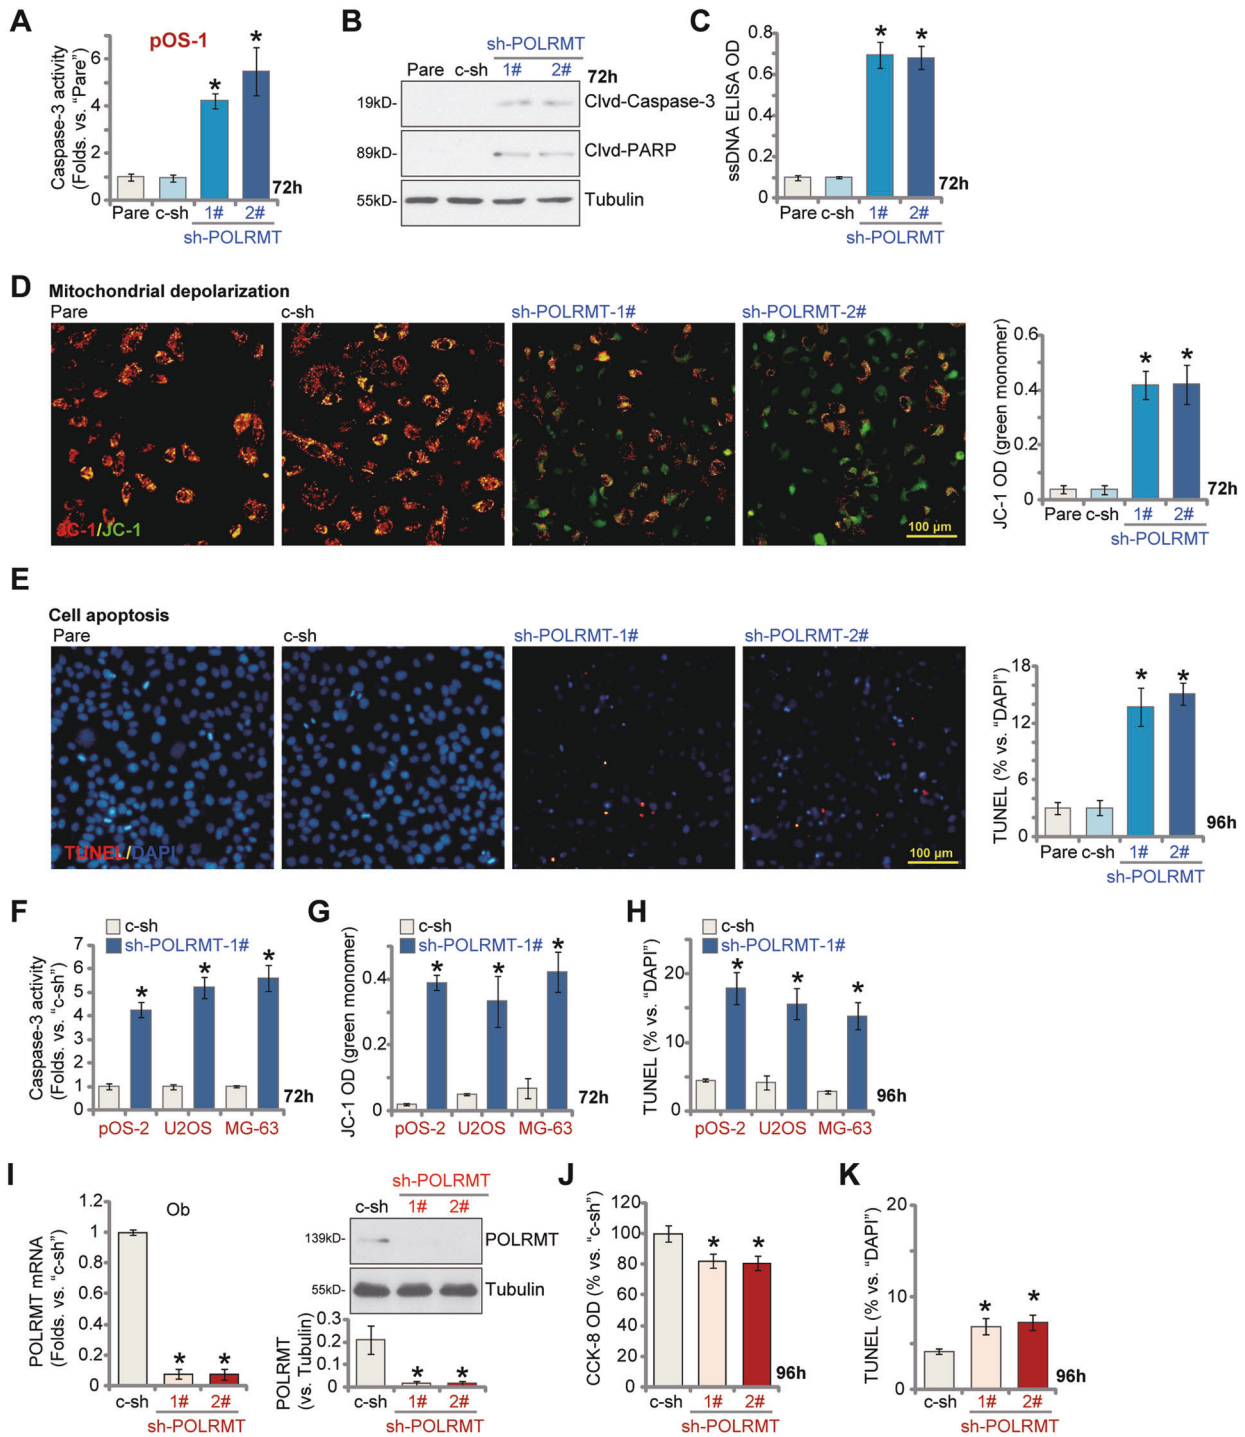 A
pOS-1
Caspase-3 activity
(Folds. vs. “Pare”)
6
4
2
0
*
*
72h
Pare c-sh 1# 2#
sh-POLRMT
B
sh-POLRMT
Pare c-sh 1# 2# 72h
19kD- Clvd-Caspase-3
89kD- Clvd-PARP
55kD- Tubulin
C
ssDNA ELISA OD
0.8
0.6
0.4
0.2
0
* *
72h
Pare c-sh 1# 2#
sh-POLRMT
D
Mitochondrial depolarization
Pare c-sh sh-POLRMT-1# sh-POLRMT-2#
JC-1/JC-1
100 µm
JC-1 OD (green monomer)
0.6
0.4
0.2
0
* *
72h
Pare c-sh 1# 2#
sh-POLRMT
E
Cell apoptosis
Pare c-sh sh-POLRMT-1# sh-POLRMT-2#
TUNEL/DAPI
100 µm
TUNEL (% vs. “DAPI”)
18
12
6
0
* *
96h
Pare c-sh 1# 2#
sh-POLRMT
F
c-sh
sh-POLRMT-1#
Caspase-3 activity
(Folds. vs. “c-sh”)
7
6
5
4
3
2
1
0
* * *
72h
pOS-2 U2OS MG-63
G
c-sh
sh-POLRMT-1#
JC-1 OD (green monomer)
0.4
0.2
0
* * *
72h
pOS-2 U2OS MG-63
H
c-sh
sh-POLRMT-1#
TUNEL (% vs. “DAPI”)
20
10
0
* * *
96h
pOS-2 U2OS MG-63
I
Ob
POLRMT mRNA
(Folds. vs. “c-sh”)
1.2
1
0.8
0.6
0.4
0.2
0
* *
c-sh 1# 2#
sh-POLRMT
sh-POLRMT
c-sh 1# 2#
139kD- POLRMT
55kD- Tubulin
POLRMT
(vs. Tubulin)
0.3
0.2
0.1
0
* *
c-sh 1# 2#
sh-POLRMT
J
CCK-8 OD (% vs. “c-sh”)
120
100
80
60
40
20
0
* *
96h
c-sh 1# 2#
sh-POLRMT
K
TUNEL (% vs. “DAPI”)
20
10
0
* *
96h
c-sh 1# 2#
sh-POLRMT